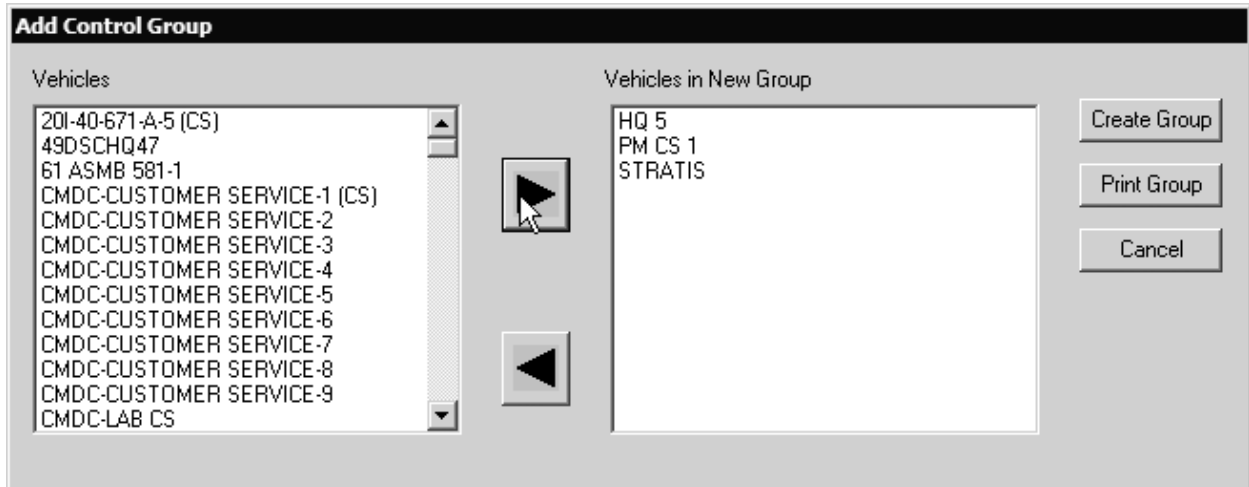 Add Control Group
Vehicles
20I-40-671-A-5 (CS)
49DSCHQ47
61 ASMB 581-1
CMDC-CUSTOMER SERVICE-1 (CS)
CMDC-CUSTOMER SERVICE-2
CMDC-CUSTOMER SERVICE-3
CMDC-CUSTOMER SERVICE-4
CMDC-CUSTOMER SERVICE-5
CMDC-CUSTOMER SERVICE-6
CMDC-CUSTOMER SERVICE-7
CMDC-CUSTOMER SERVICE-8
CMDC-CUSTOMER SERVICE-9
CMDC-LAB CS
Vehicles in New Group
HQ 5
PM CS 1
STRATIS
Create Group
Print Group
Cancel